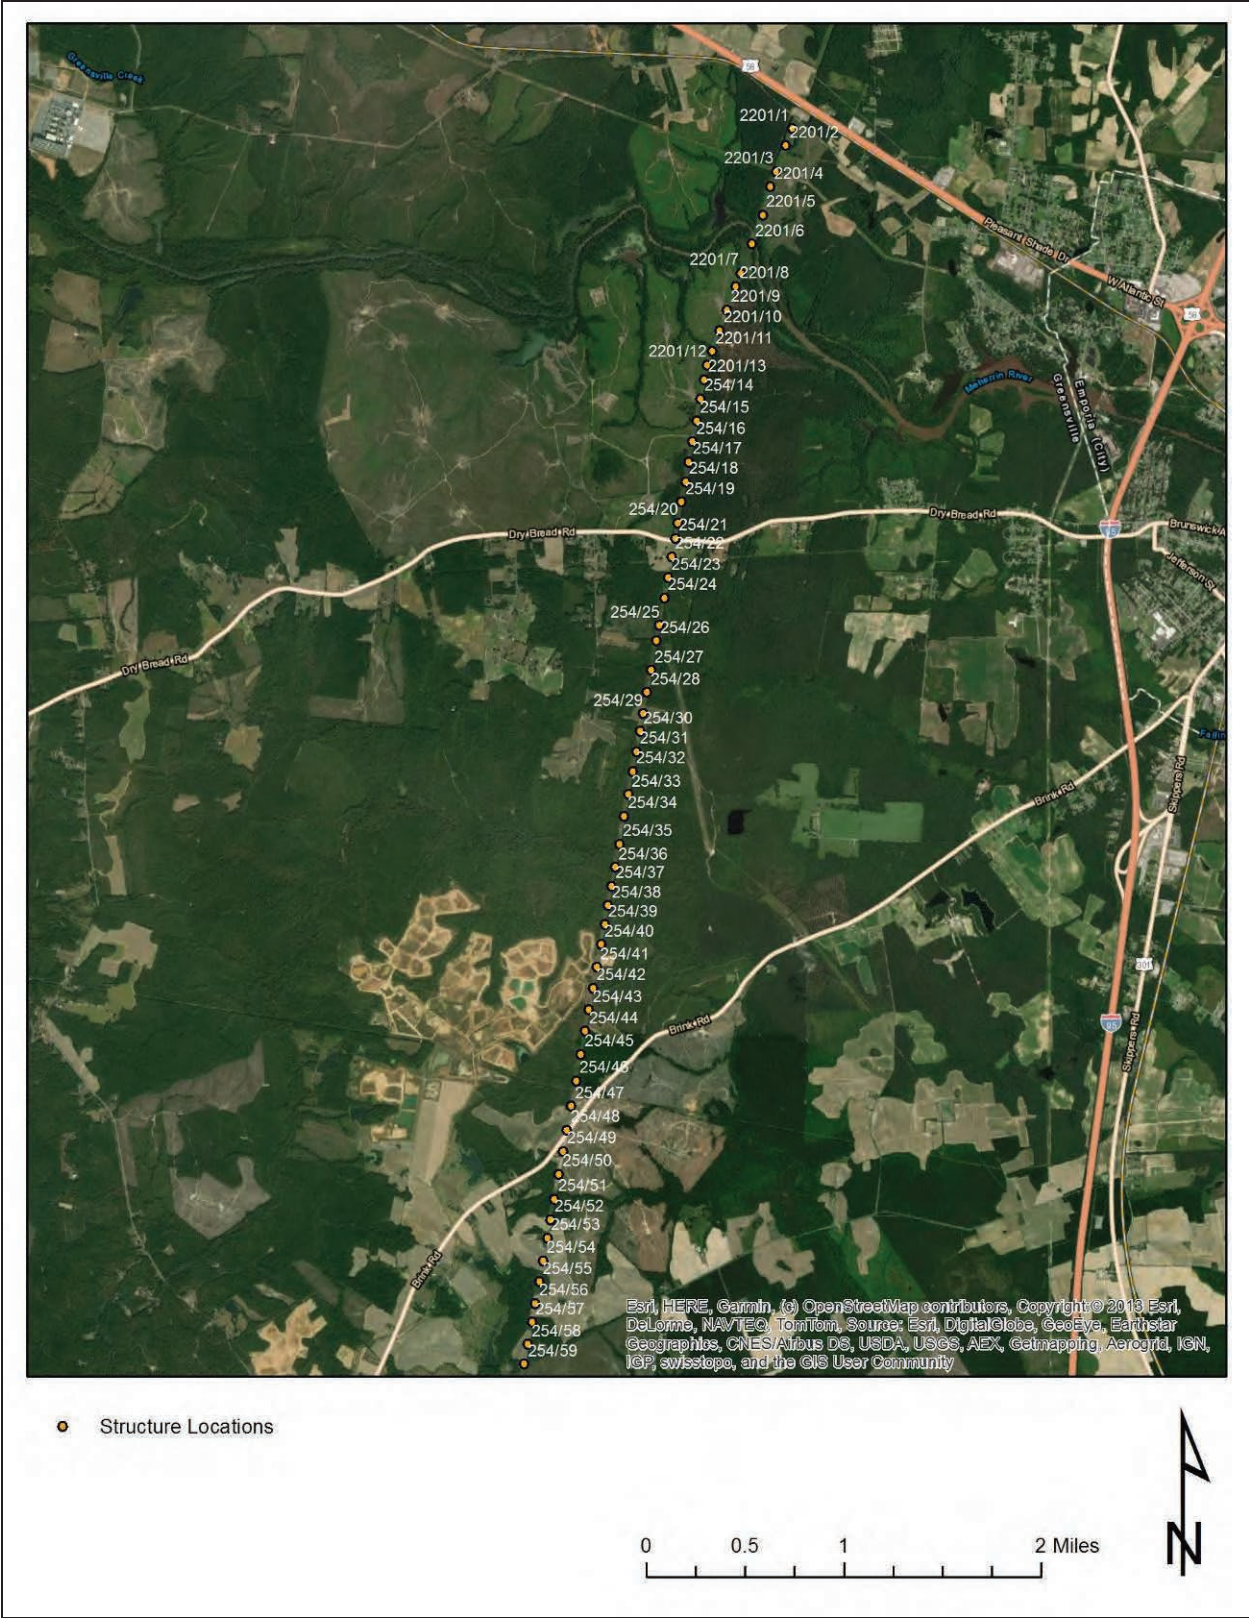 Greensville Creek
58
2201/1
2201/2
2201/3
2201/4
2201/5
2201/6
2201/7
2201/8
2201/9
2201/10
2201/11
2201/12
2201/13
254/14
254/15
254/16
254/17
254/18
254/19
254/20
254/21
254/22
254/23
254/24
254/25
254/26
254/27
254/28
254/29
254/30
254/31
254/32
254/33
254/34
254/35
254/36
254/37
254/38
254/39
254/40
254/41
254/42
254/43
254/44
254/45
254/46
254/47
254/48
254/49
254/50
254/51
254/52
254/53
254/54
254/55
254/56
254/57
254/58
254/59
Pleasant Shade Dr
W Atlantic St
58
Meherrin River
Greensville
Emporia (City)
Dry Bread Rd
Dry Bread Rd
Dry Bread Rd
95
Brunswick A
Jefferson St
Brink Rd
Skippers Rd
301
Brink Rd
95
Skippers Rd
Brink Rd
Esri, HERE, Garmin, (c) OpenStreetMap contributors, Copyright:© 2013 Esri,
DeLorme, NAVTEQ, TomTom, Source: Esri, DigitalGlobe, GeoEye, Earthstar
Geographics, CNES/Airbus DS, USDA, USGS, AEX, Getmapping, Aerogrid, IGN,
IGP, swisstopo, and the GIS User Community
Structure Locations
0 0.5 1 2 Miles
N